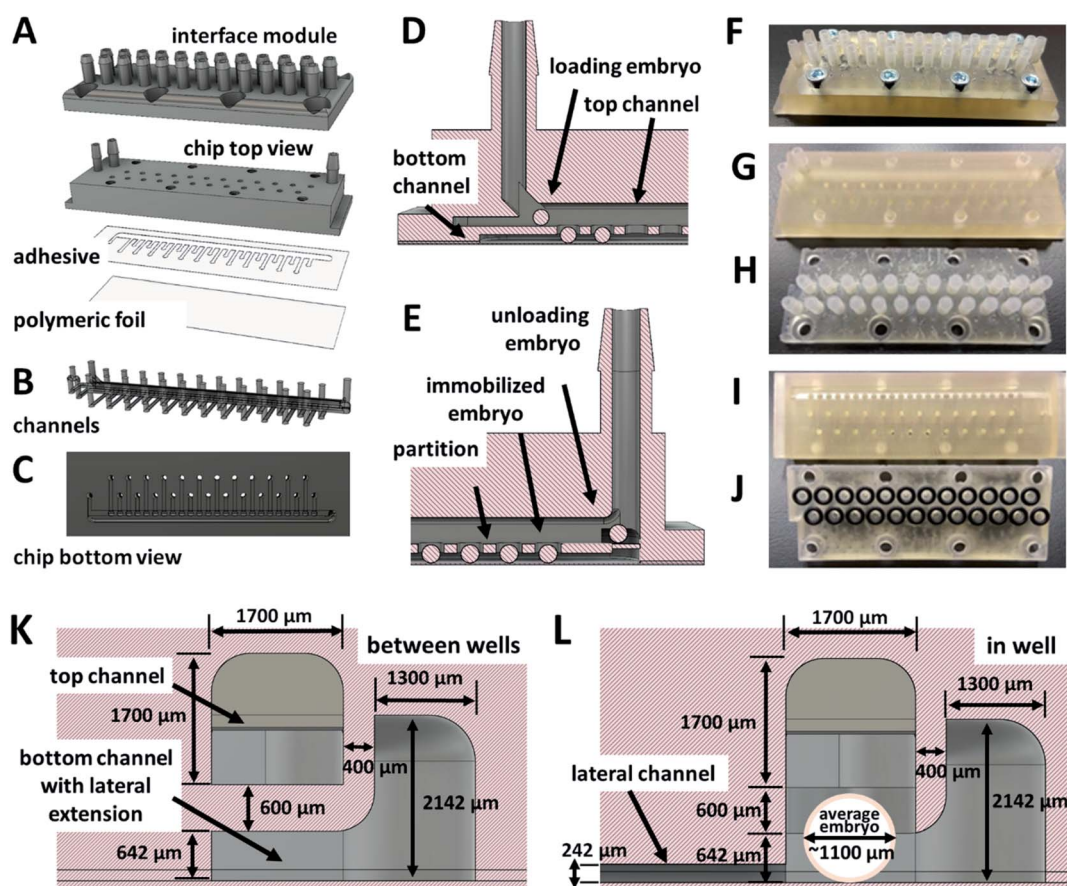 A
interface module
chip top view
adhesive
polymeric foil
B
channels
C
chip bottom view
D
loading embryo
top channel
bottom
channel
E
unloading
embryo
immobilized
embryo
partition
F
G
H
I
J
K
1700 µm
between wells
top channel
1300 µm
1700 µm
bottom channel
with lateral
extension
400 µm
600 µm
2142 µm
642 µm
L
1700 µm
in well
1300 µm
1700 µm
lateral channel
400 µm
600 µm
2142 µm
average
embryo
~1100 µm
242 µm
642 µm